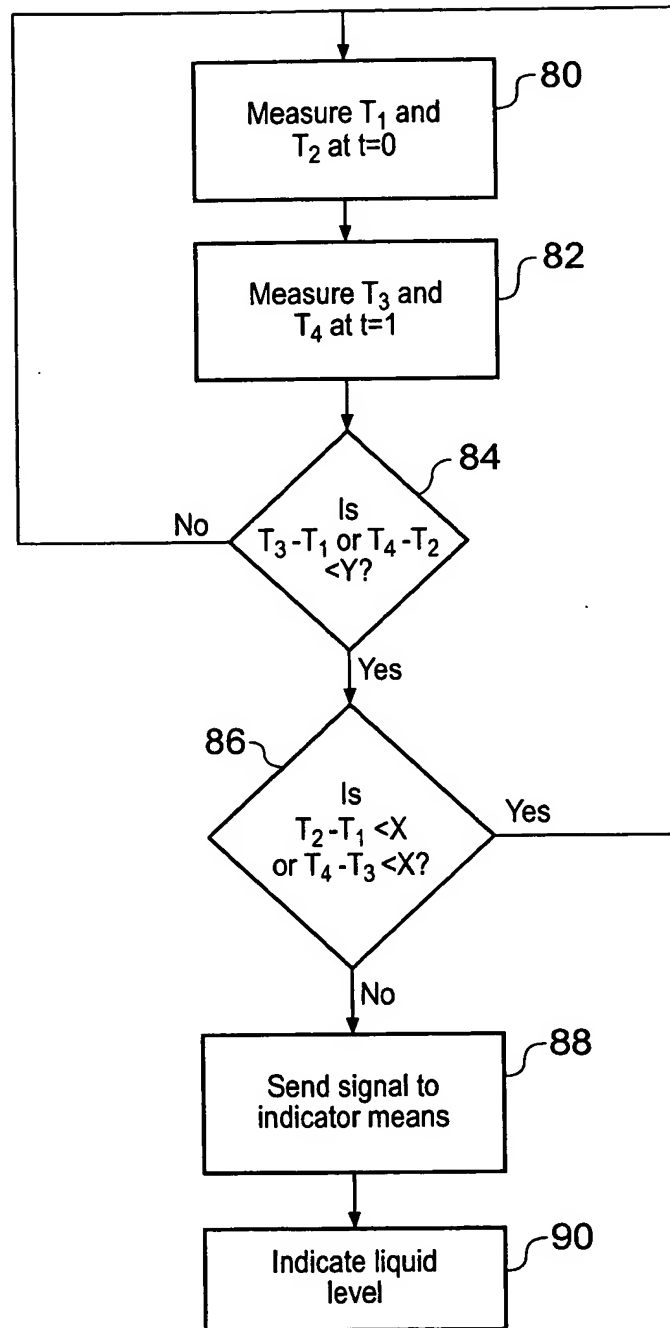 80
Measure T₁ and
T₂ at t=0
82
Measure T₃ and
T₄ at t=1
84
Is
T₃-T₁ or T₄-T₂
<Y?
No
Yes
86
Is
T₂-T₁ <X
or T₄-T₃ <X?
Yes
No
88
Send signal to
indicator means
90
Indicate liquid
level